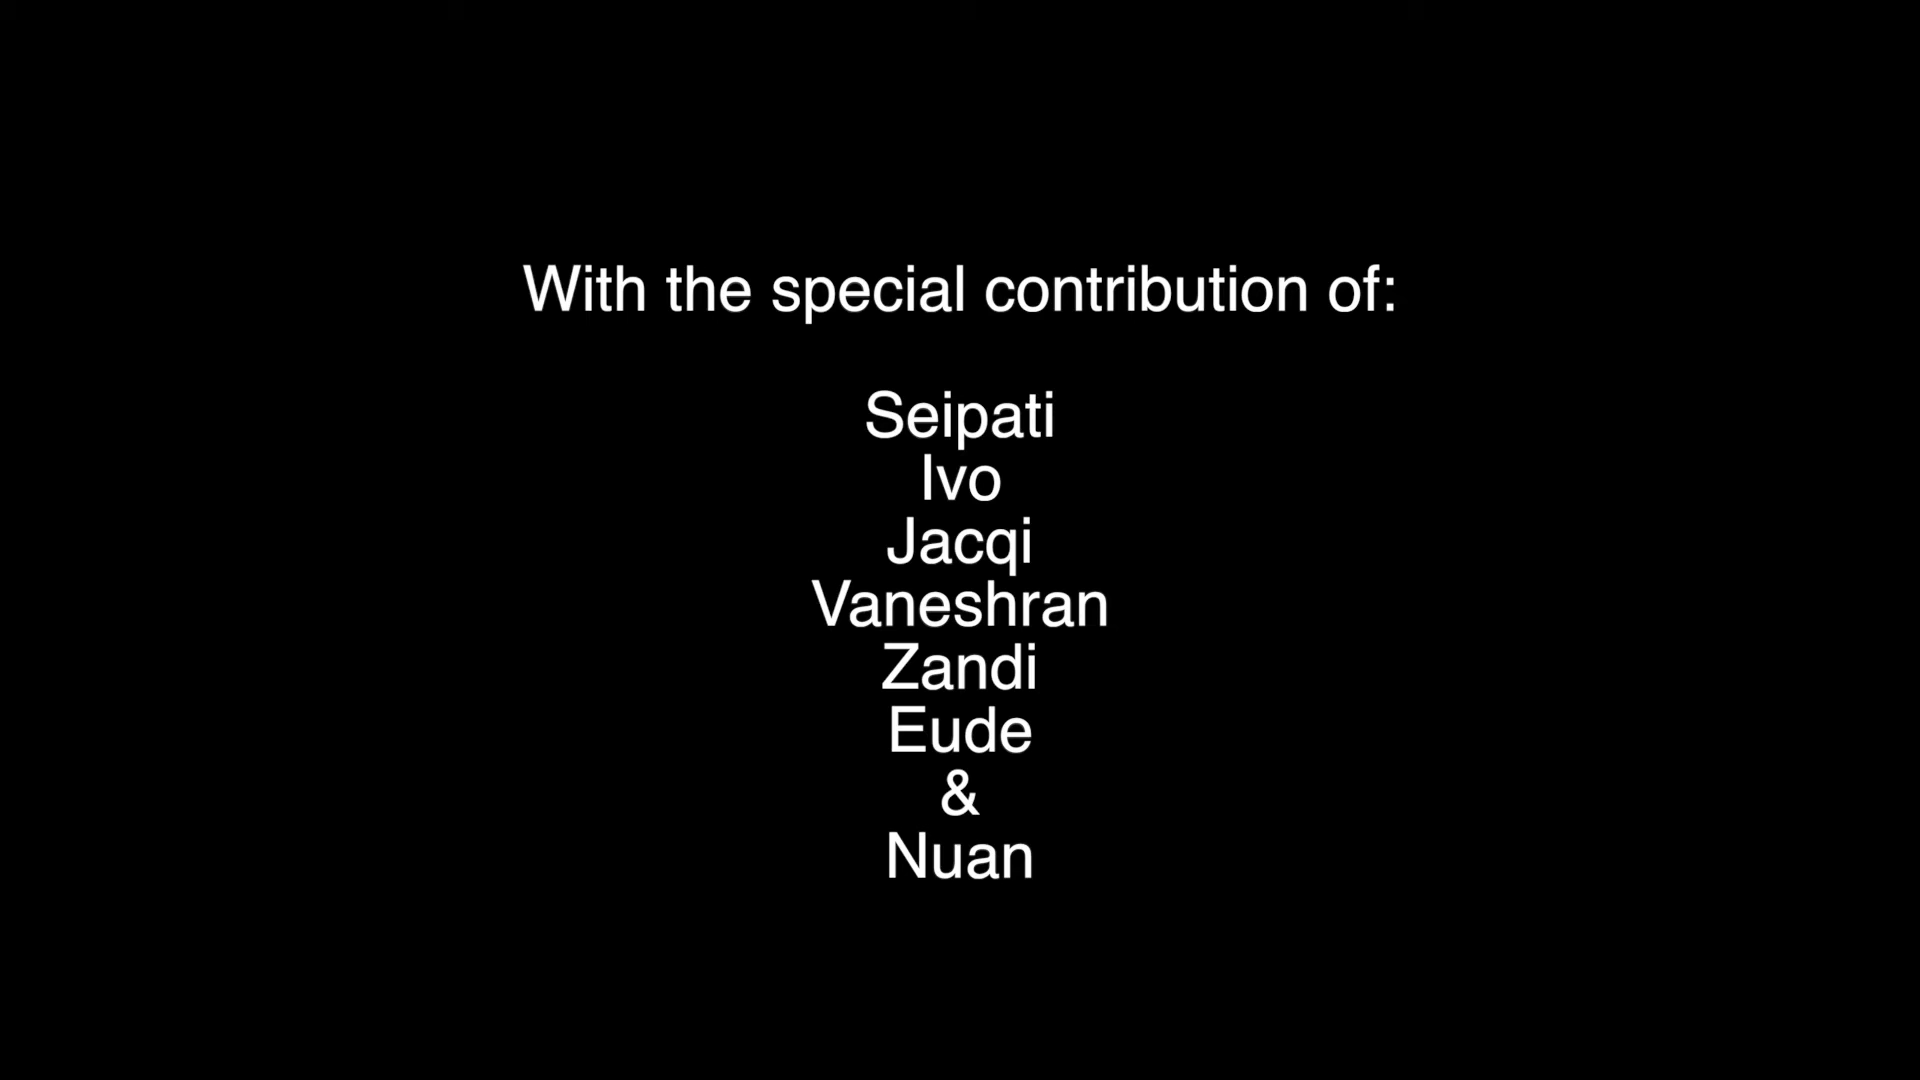 With the special contribution of:
Seipati
Ivo
Jacqi
Vaneshran
Zandi
Eude
&
Nuan